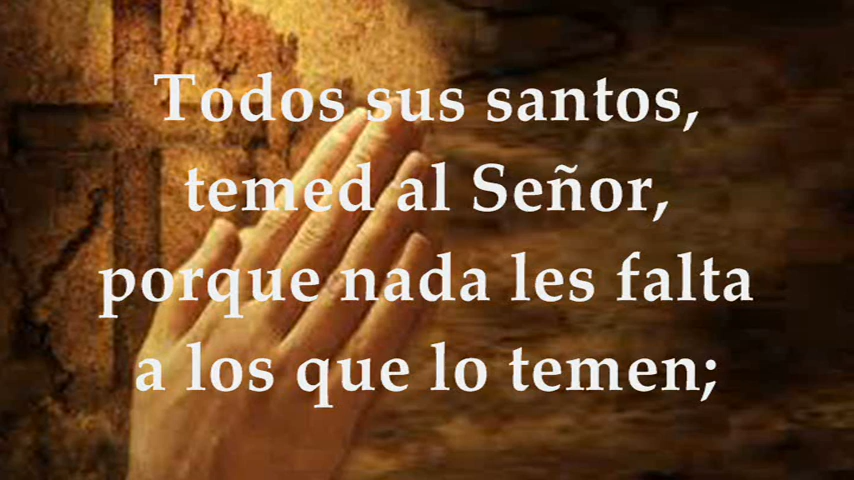 Todos sus santos,
temed al Señor,
porque nada les falta
a los que lo temen;